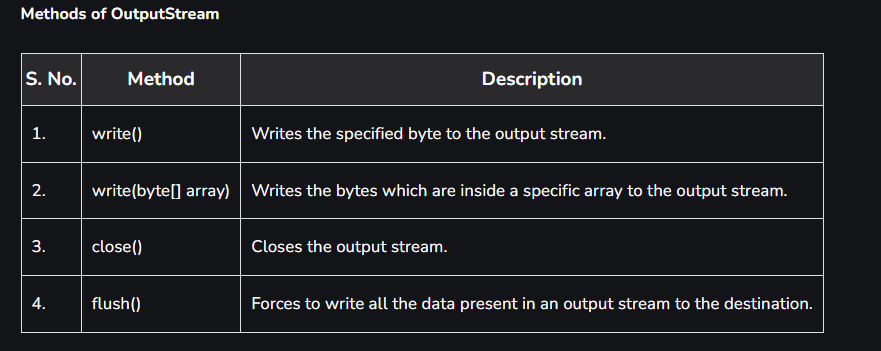 Methods of OutputStream
S. No. Method Description
1. write() Writes the specified byte to the output stream.
2. write(byte[] array) Writes the bytes which are inside a specific array to the output stream.
3. close() Closes the output stream.
4. flush() Forces to write all the data present in an output stream to the destination.